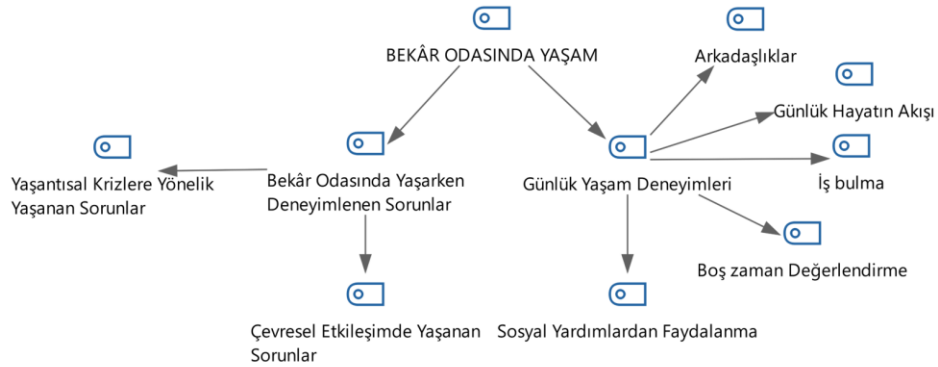 BEKÂR ODASINDA YAŞAM
Arkadaşlıklar
Günlük Hayatın Akışı
Yaşantısal Krizlere Yönelik
Yaşanan Sorunlar
Bekâr Odasında Yaşarken
Deneyimlenen Sorunlar
Günlük Yaşam Deneyimleri
İş bulma
Boş zaman Değerlendirme
Çevresel Etkileşimde Yaşanan
Sorunlar
Sosyal Yardımlardan Faydalanma